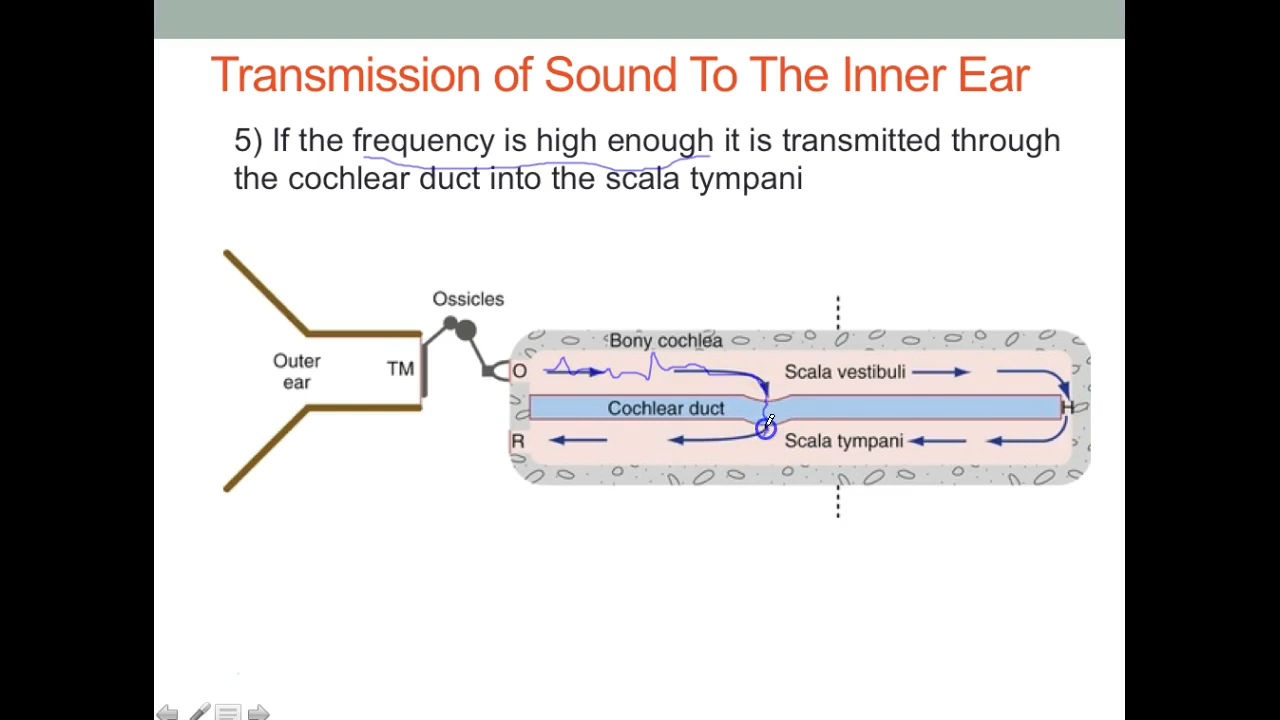 Transmission of Sound To The Inner Ear
5) If the frequency is high enough it is transmitted through
the cochlear duct into the scala tympani
Ossicles
Bony cochlea
Outer
ear
TM
O
Scala vestibuli
Cochlear duct
H
R
Scala tympani